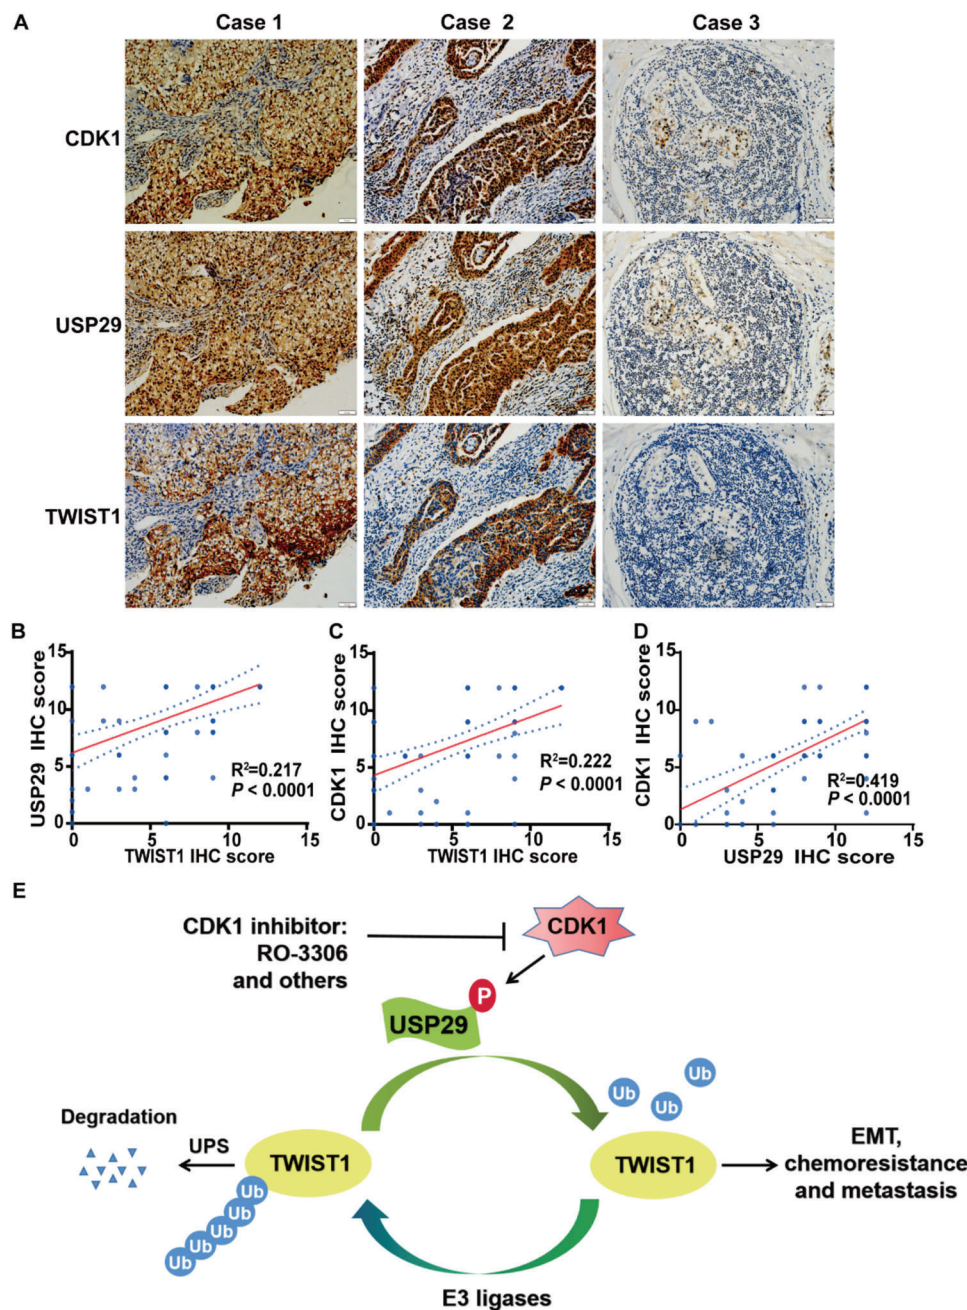 A
Case 1
Case 2
Case 3
CDK1
USP29
TWIST1
B
USP29 IHC score
15
10
5
0
0
5
10
15
R²=0.217
P < 0.0001
TWIST1 IHC score
C
CDK1 IHC score
15
10
5
0
0
5
10
15
R²=0.222
P < 0.0001
TWIST1 IHC score
D
CDK1 IHC score
15
10
5
0
0
5
10
15
R²=0.419
P < 0.0001
USP29 IHC score
E
CDK1 inhibitor:
RO-3306
and others
CDK1
P
USP29
Ub
Ub
Ub
Degradation
UPS
TWIST1
TWIST1
EMT,
chemoresistance
and metastasis
Ub
Ub
Ub
Ub
Ub
E3 ligases